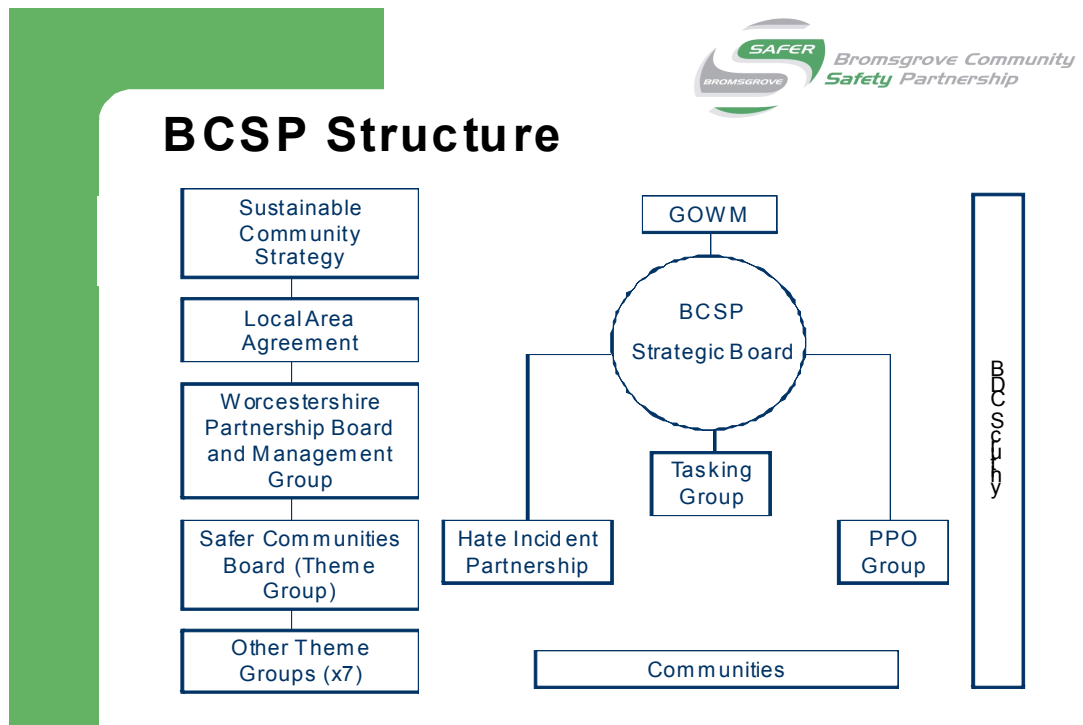 SAFER
BROMSGROVE
Bromsgrove Community
Safety Partnership
BCSP Structure
Sustainable
Community
Strategy
Local Area
Agreement
Worcestershire
Partnership Board
and Management
Group
Safer Communities
Board (Theme
Group)
Other Theme
Groups (x7)
GOWM
BCSP
Strategic Board
Tasking
Group
Hate Incident
Partnership
PPO
Group
Communities
BDC Scrutiny